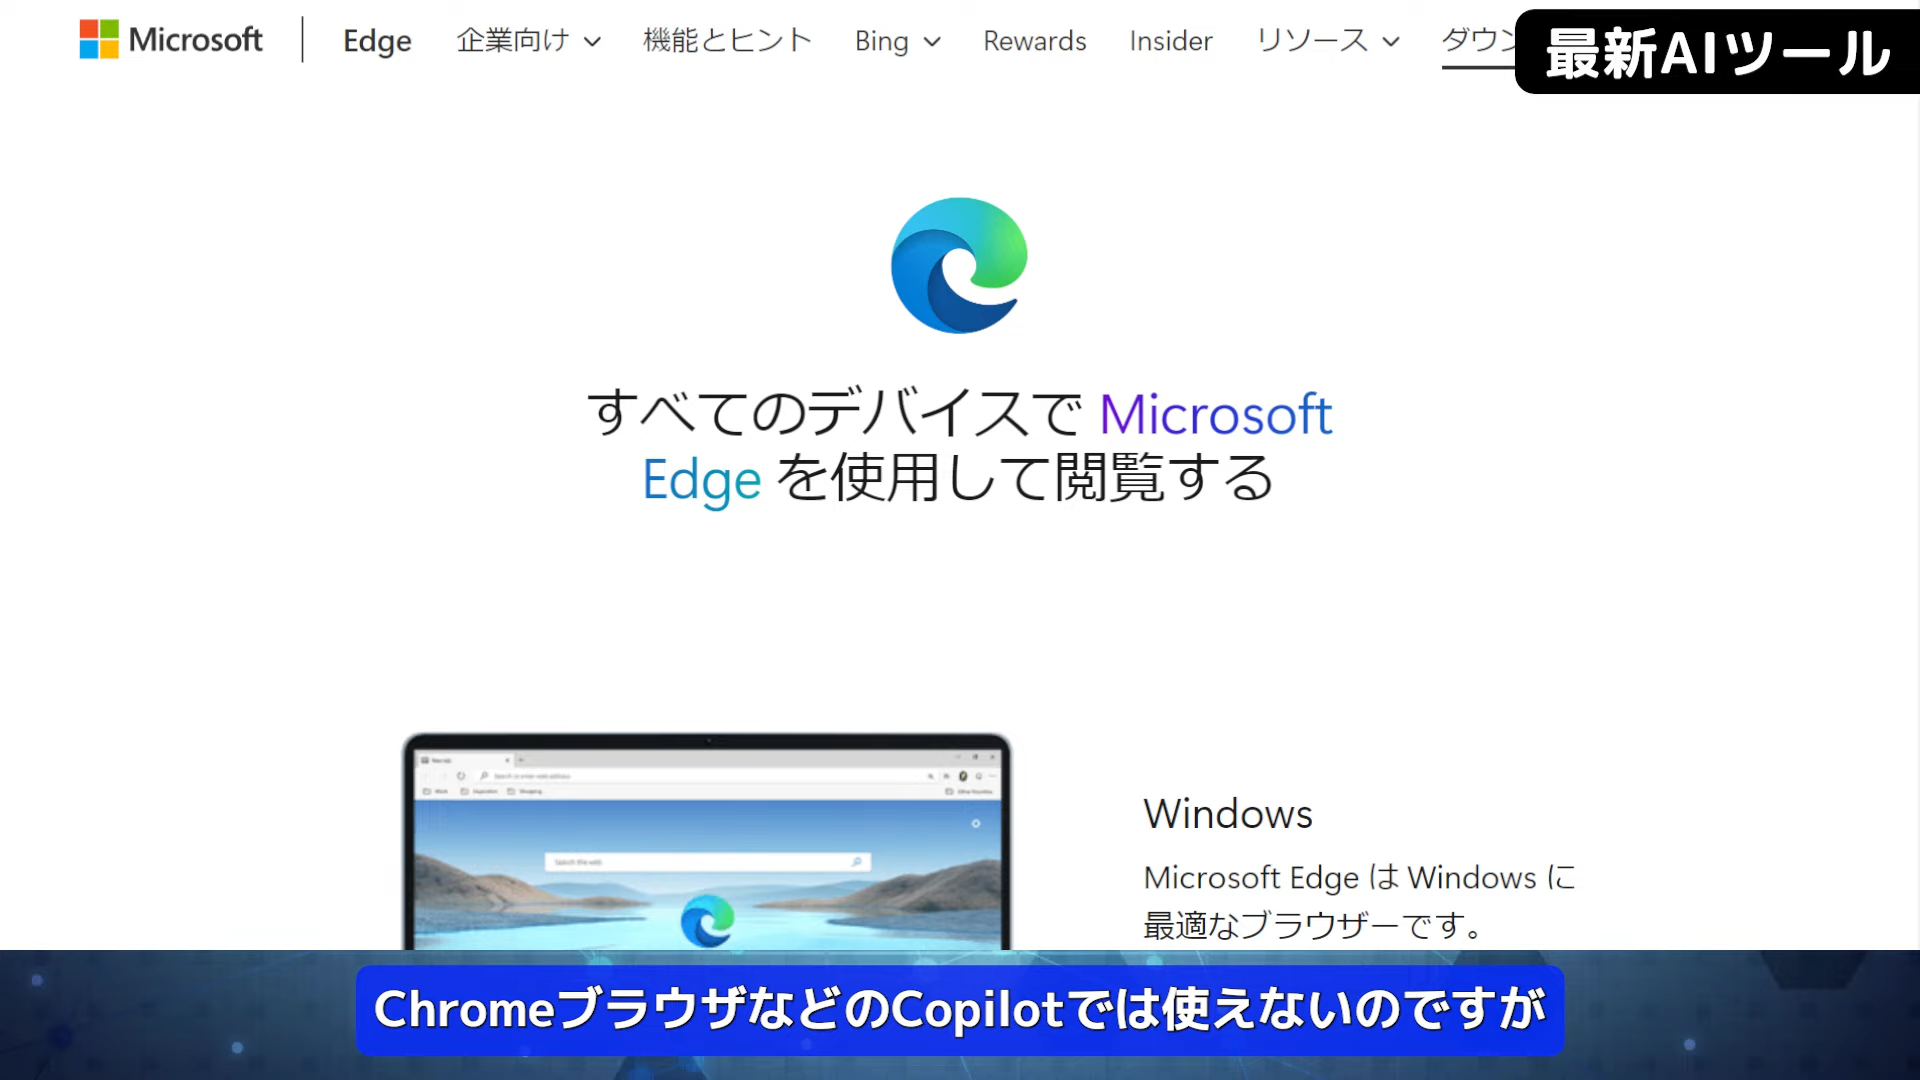 Microsoft
Edge 企業向け 機能とヒント Bing Rewards Insider リソース ダウン
最新AIツール
すべてのデバイスで Microsoft
Edge を使用して閲覧する
Search the web
Windows
Microsoft Edge は Windows に
最適なブラウザーです。
ChromeブラウザなどのCopilotでは使えないのですが